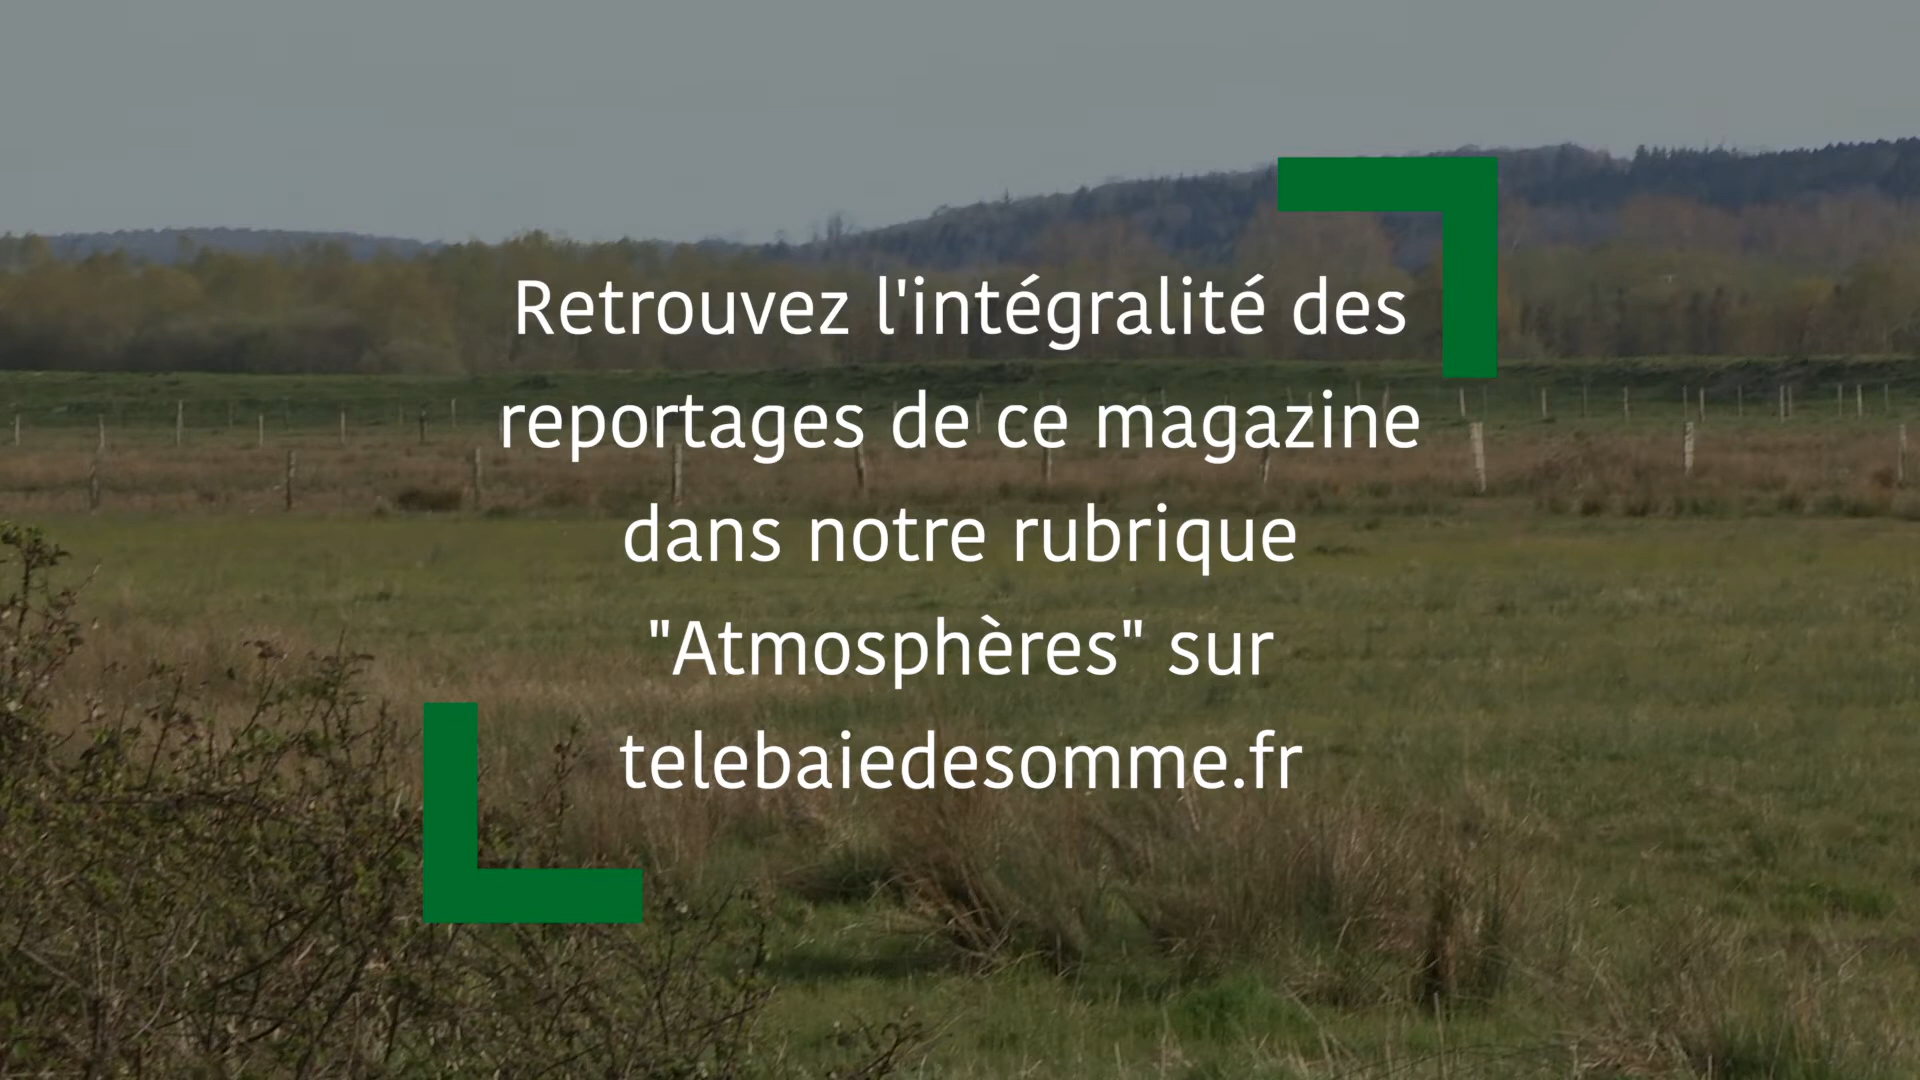 Retrouvez l'intégralité des
reportages de ce magazine
dans notre rubrique
"Atmosphères" sur
telebaiedesomme.fr